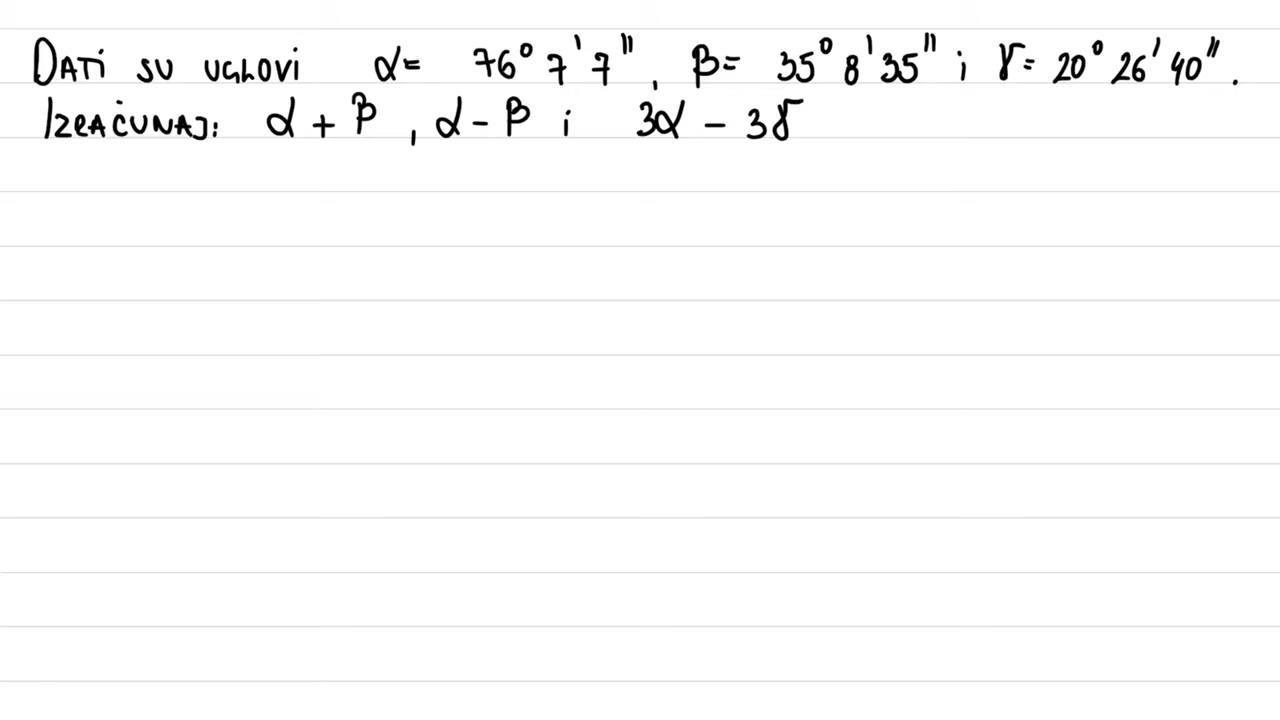 DATI SU UGLOVI α= 76° 7' 7", β= 35° 8' 35" i γ= 20° 26' 40".
IZRAČUNAJ: α + β , α - β i 3α - 3γ